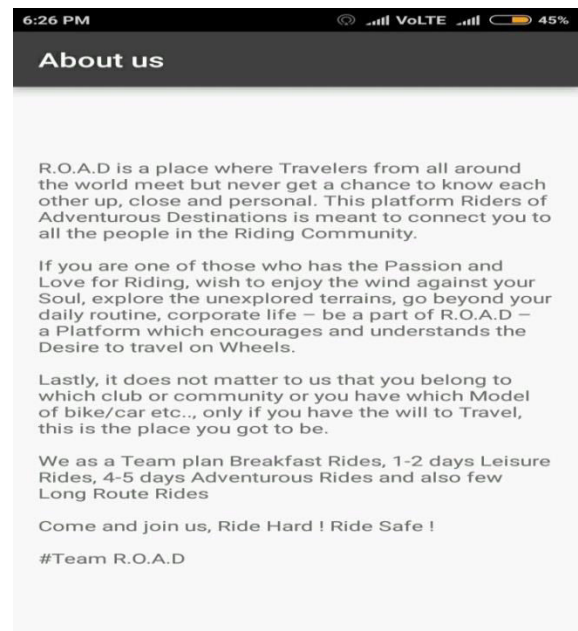 6:26 PM VoLTE 45%
About us
R.O.A.D is a place where Travelers from all around
the world meet but never get a chance to know each
other up, close and personal. This platform Riders of
Adventurous Destinations is meant to connect you to
all the people in the Riding Community.
If you are one of those who has the Passion and
Love for Riding, wish to enjoy the wind against your
Soul, explore the unexplored terrains, go beyond your
daily routine, corporate life – be a part of R.O.A.D –
a Platform which encourages and understands the
Desire to travel on Wheels.
Lastly, it does not matter to us that you belong to
which club or community or you have which Model
of bike/car etc.., only if you have the will to Travel,
this is the place you got to be.
We as a Team plan Breakfast Rides, 1-2 days Leisure
Rides, 4-5 days Adventurous Rides and also few
Long Route Rides
Come and join us, Ride Hard ! Ride Safe !
#Team R.O.A.D